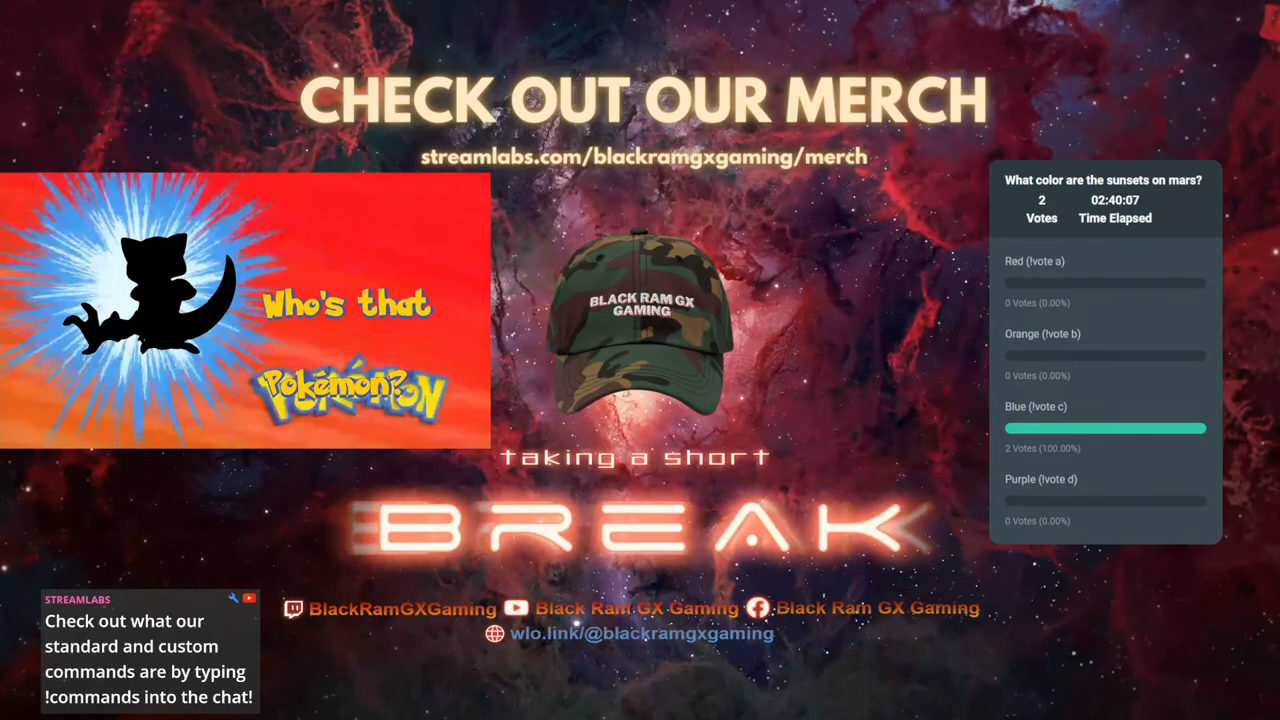 CHECK OUT OUR MERCH
streamlabs.com/blackramgxgaming/merch
Who's that
Pokémon?
POKÉMON
BLACK RAM GX
GAMING
What color are the sunsets on mars?
2 02:40:07
Votes Time Elapsed
Red (!vote a)
0 Votes (0.00%)
Orange (!vote b)
0 Votes (0.00%)
Blue (!vote c)
2 Votes (100.00%)
Purple (!vote d)
0 Votes (0.00%)
taking a short
BREAK
STREAMLABS
Check out what our
standard and custom
commands are by typing
!commands into the chat!
BlackRamGXGaming Black Ram GX Gaming Black Ram GX Gaming
wlo.link/@blackramgxgaming